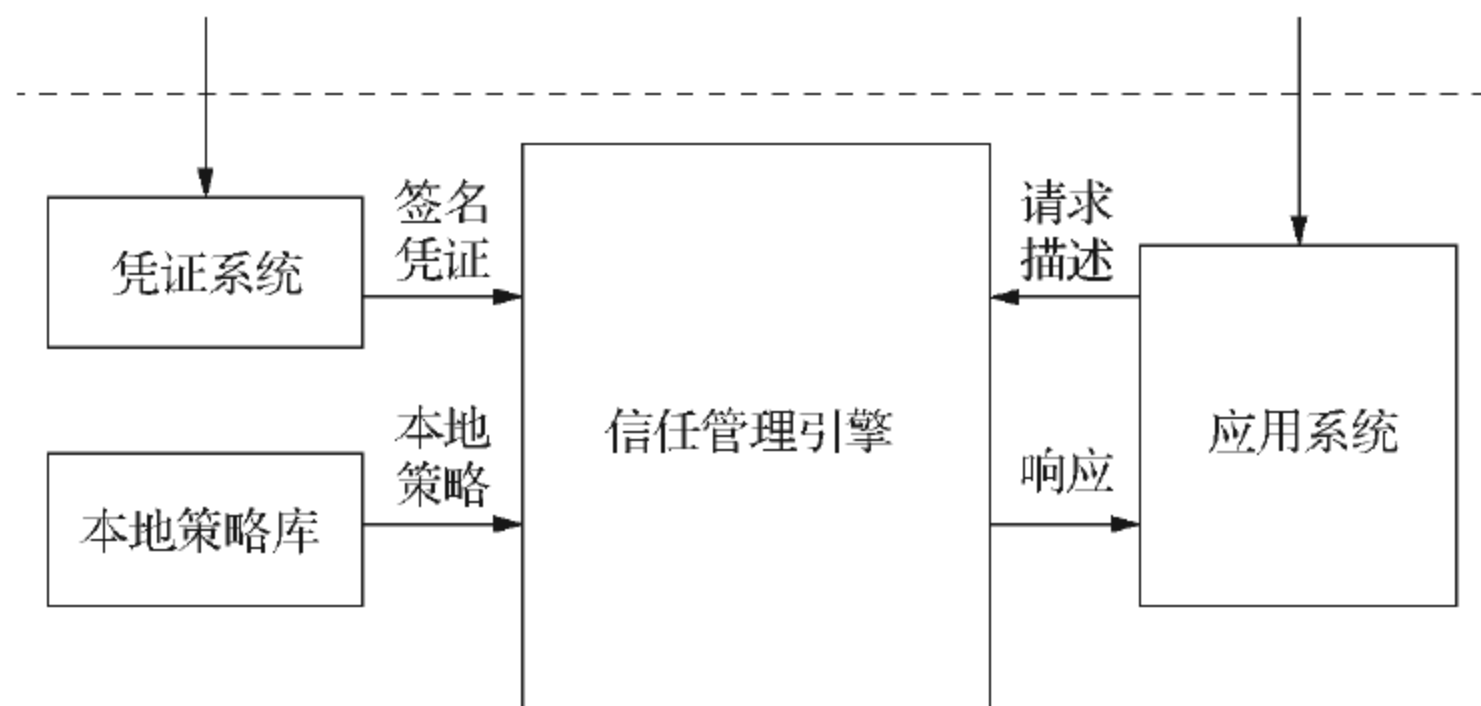 签名
凭证
请求
描述
凭证系统
本地
策略
信任管理引擎
应用系统
响应
本地策略库